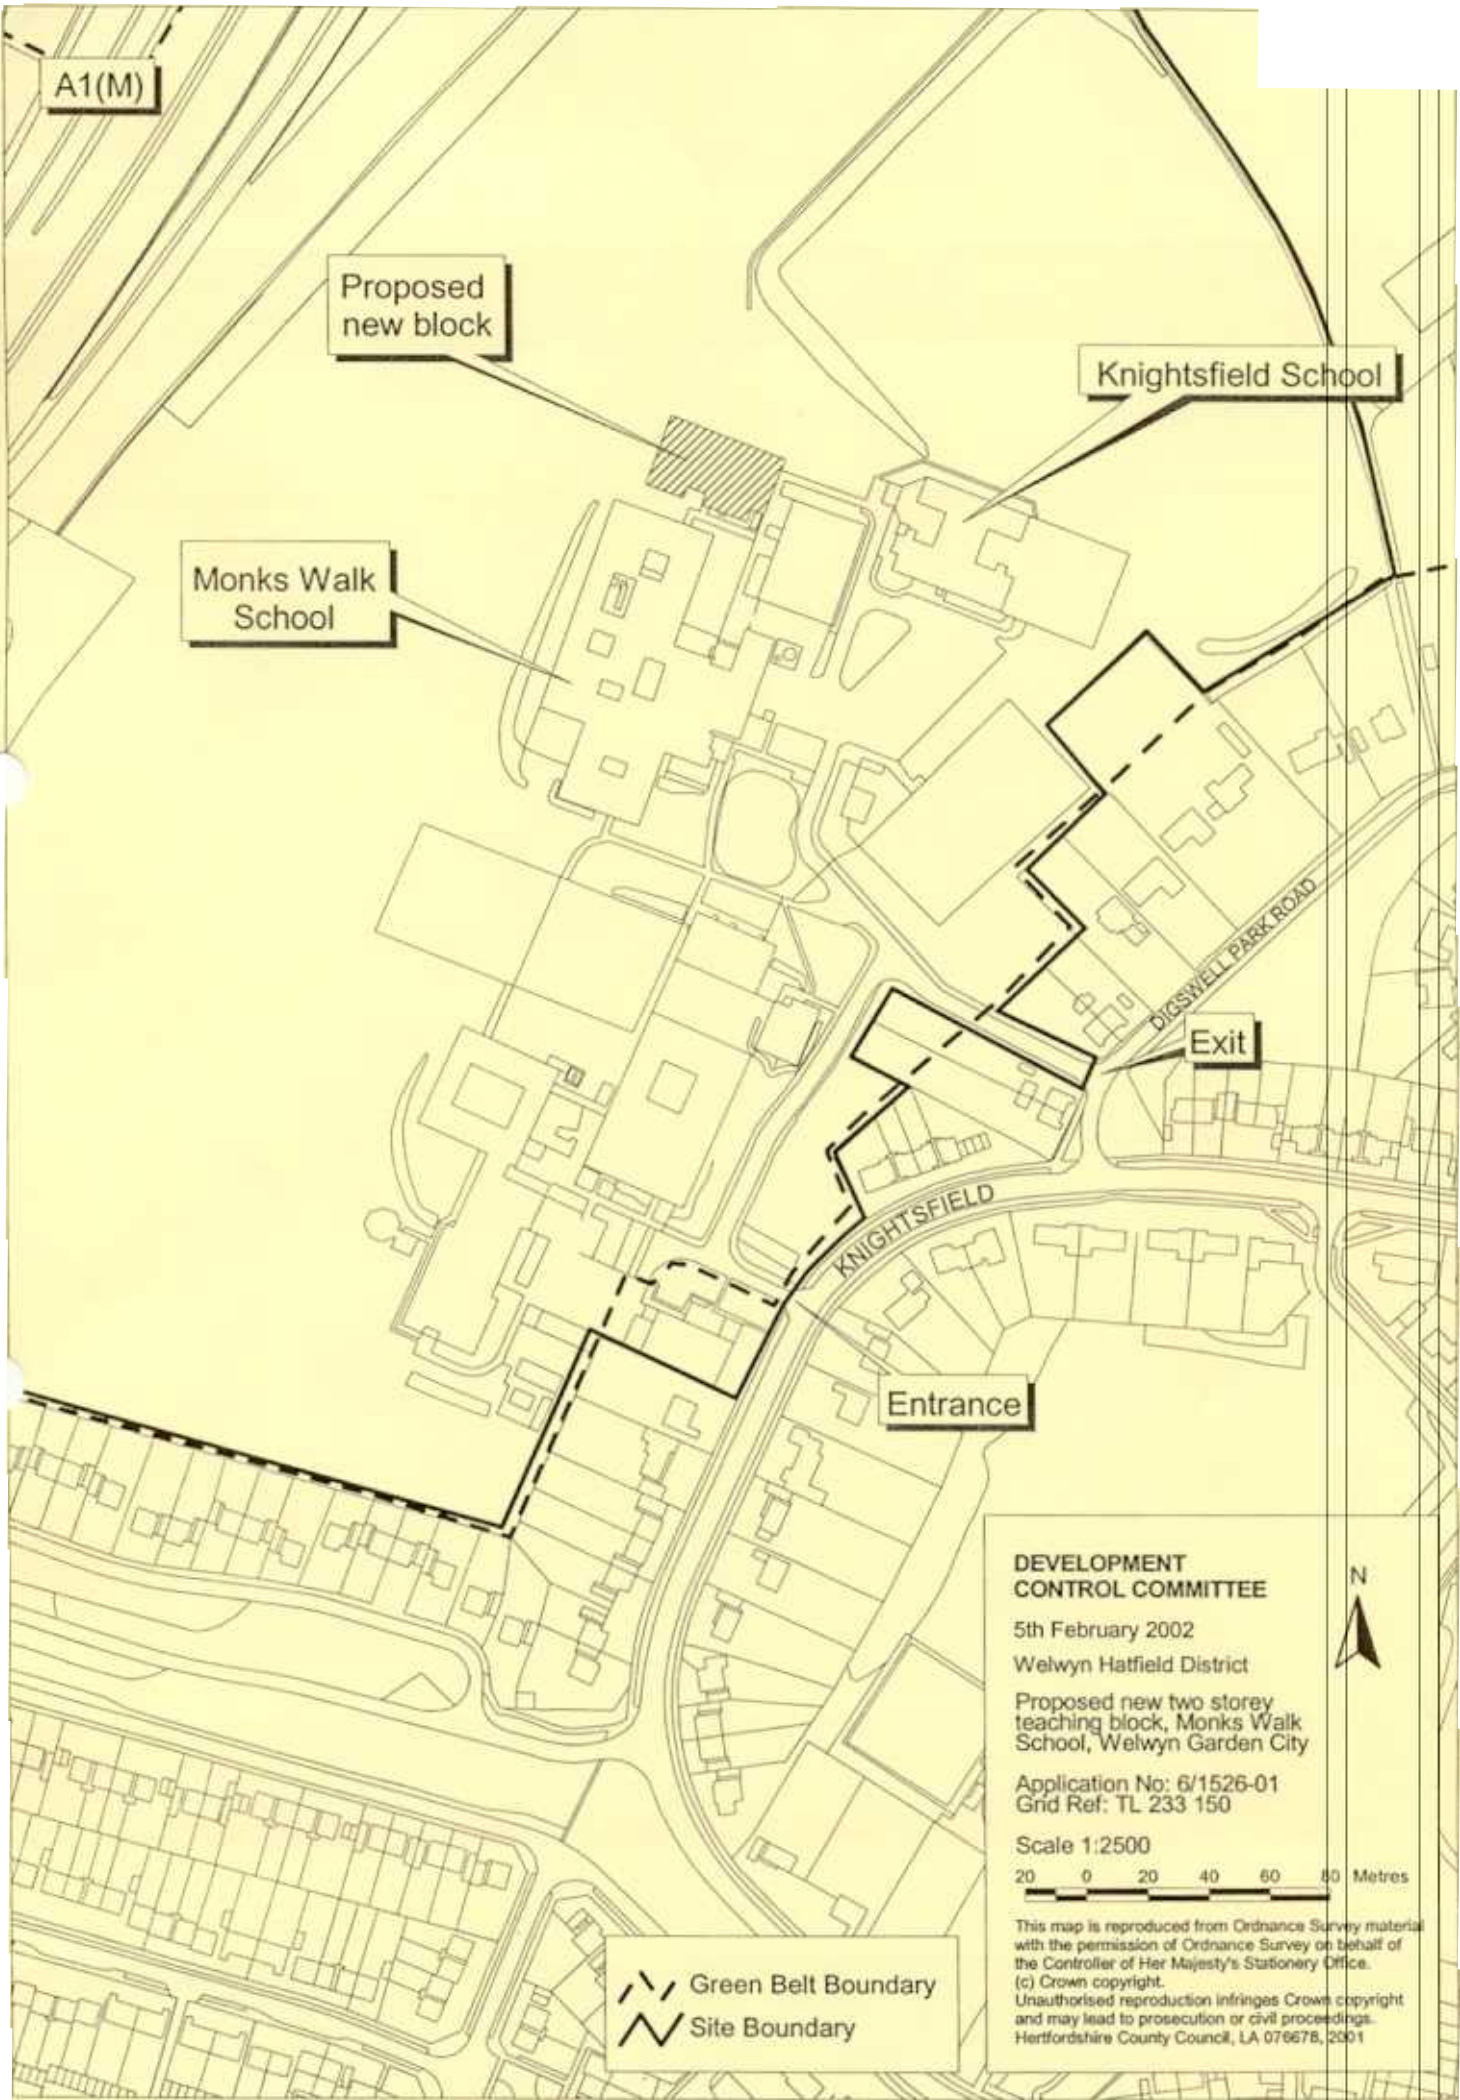 A1(M)
Proposed
new block
Knightsfield School
Monks Walk
School
DIGSWELL PARK ROAD
Exit
KNIGHTSFIELD
Entrance
DEVELOPMENT
CONTROL COMMITTEE
N
5th February 2002
Welwyn Hatfield District
Proposed new two storey
teaching block, Monks Walk
School, Welwyn Garden City
Application No: 6/1526-01
Grid Ref: TL 233 150
Scale 1:2500
20 0 20 40 60 80 Metres
This map is reproduced from Ordnance Survey material
with the permission of Ordnance Survey on behalf of
the Controller of Her Majesty's Stationery Office.
(c) Crown copyright.
Unauthorised reproduction infringes Crown copyright
and may lead to prosecution or civil proceedings.
Hertfordshire County Council, LA 076678, 2001
Green Belt Boundary
Site Boundary